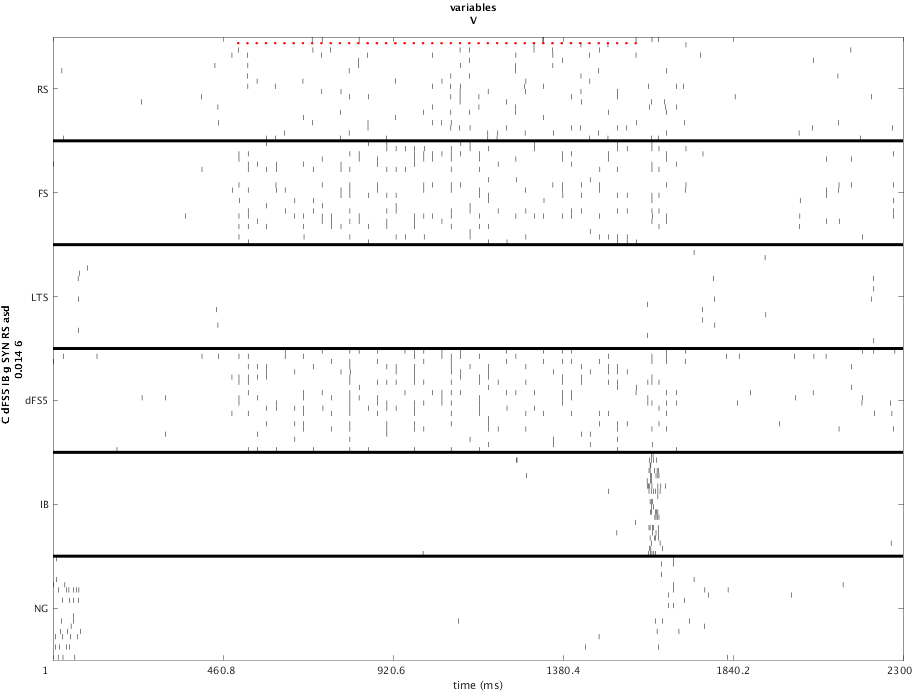 variables
V
RS
FS
LTS
dFS5
IB
NG
C dFS5 IB g SYN RS asd
0.014 6
1
460.8
920.6
1380.4
1840.2
2300
time (ms)